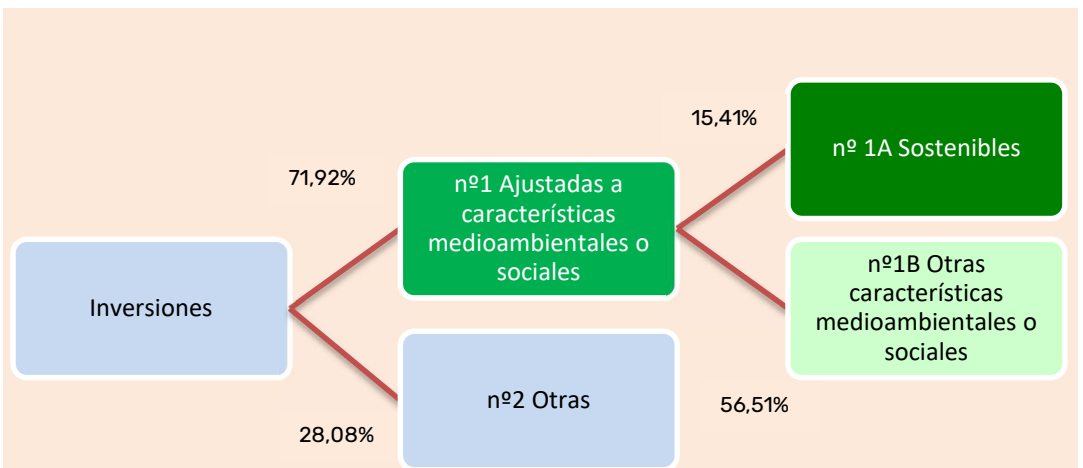 15,41%
nº 1A Sostenibles
71,92%
nº1 Ajustadas a
características
medioambientales o
sociales
nº1B Otras
características
medioambientales o
sociales
Inversiones
nº2 Otras
56,51%
28,08%